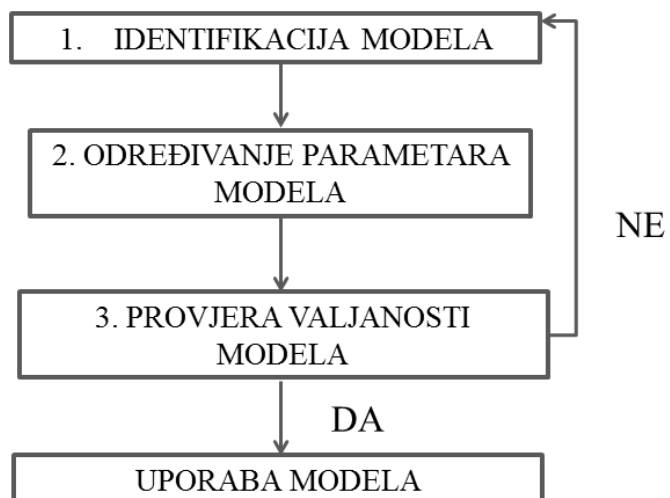 1. IDENTIFIKACIJA MODELA
2. ODREĐIVANJE PARAMETARA
MODELA
NE
3. PROVJERA VALJANOSTI
MODELA
DA
UPORABA MODELA